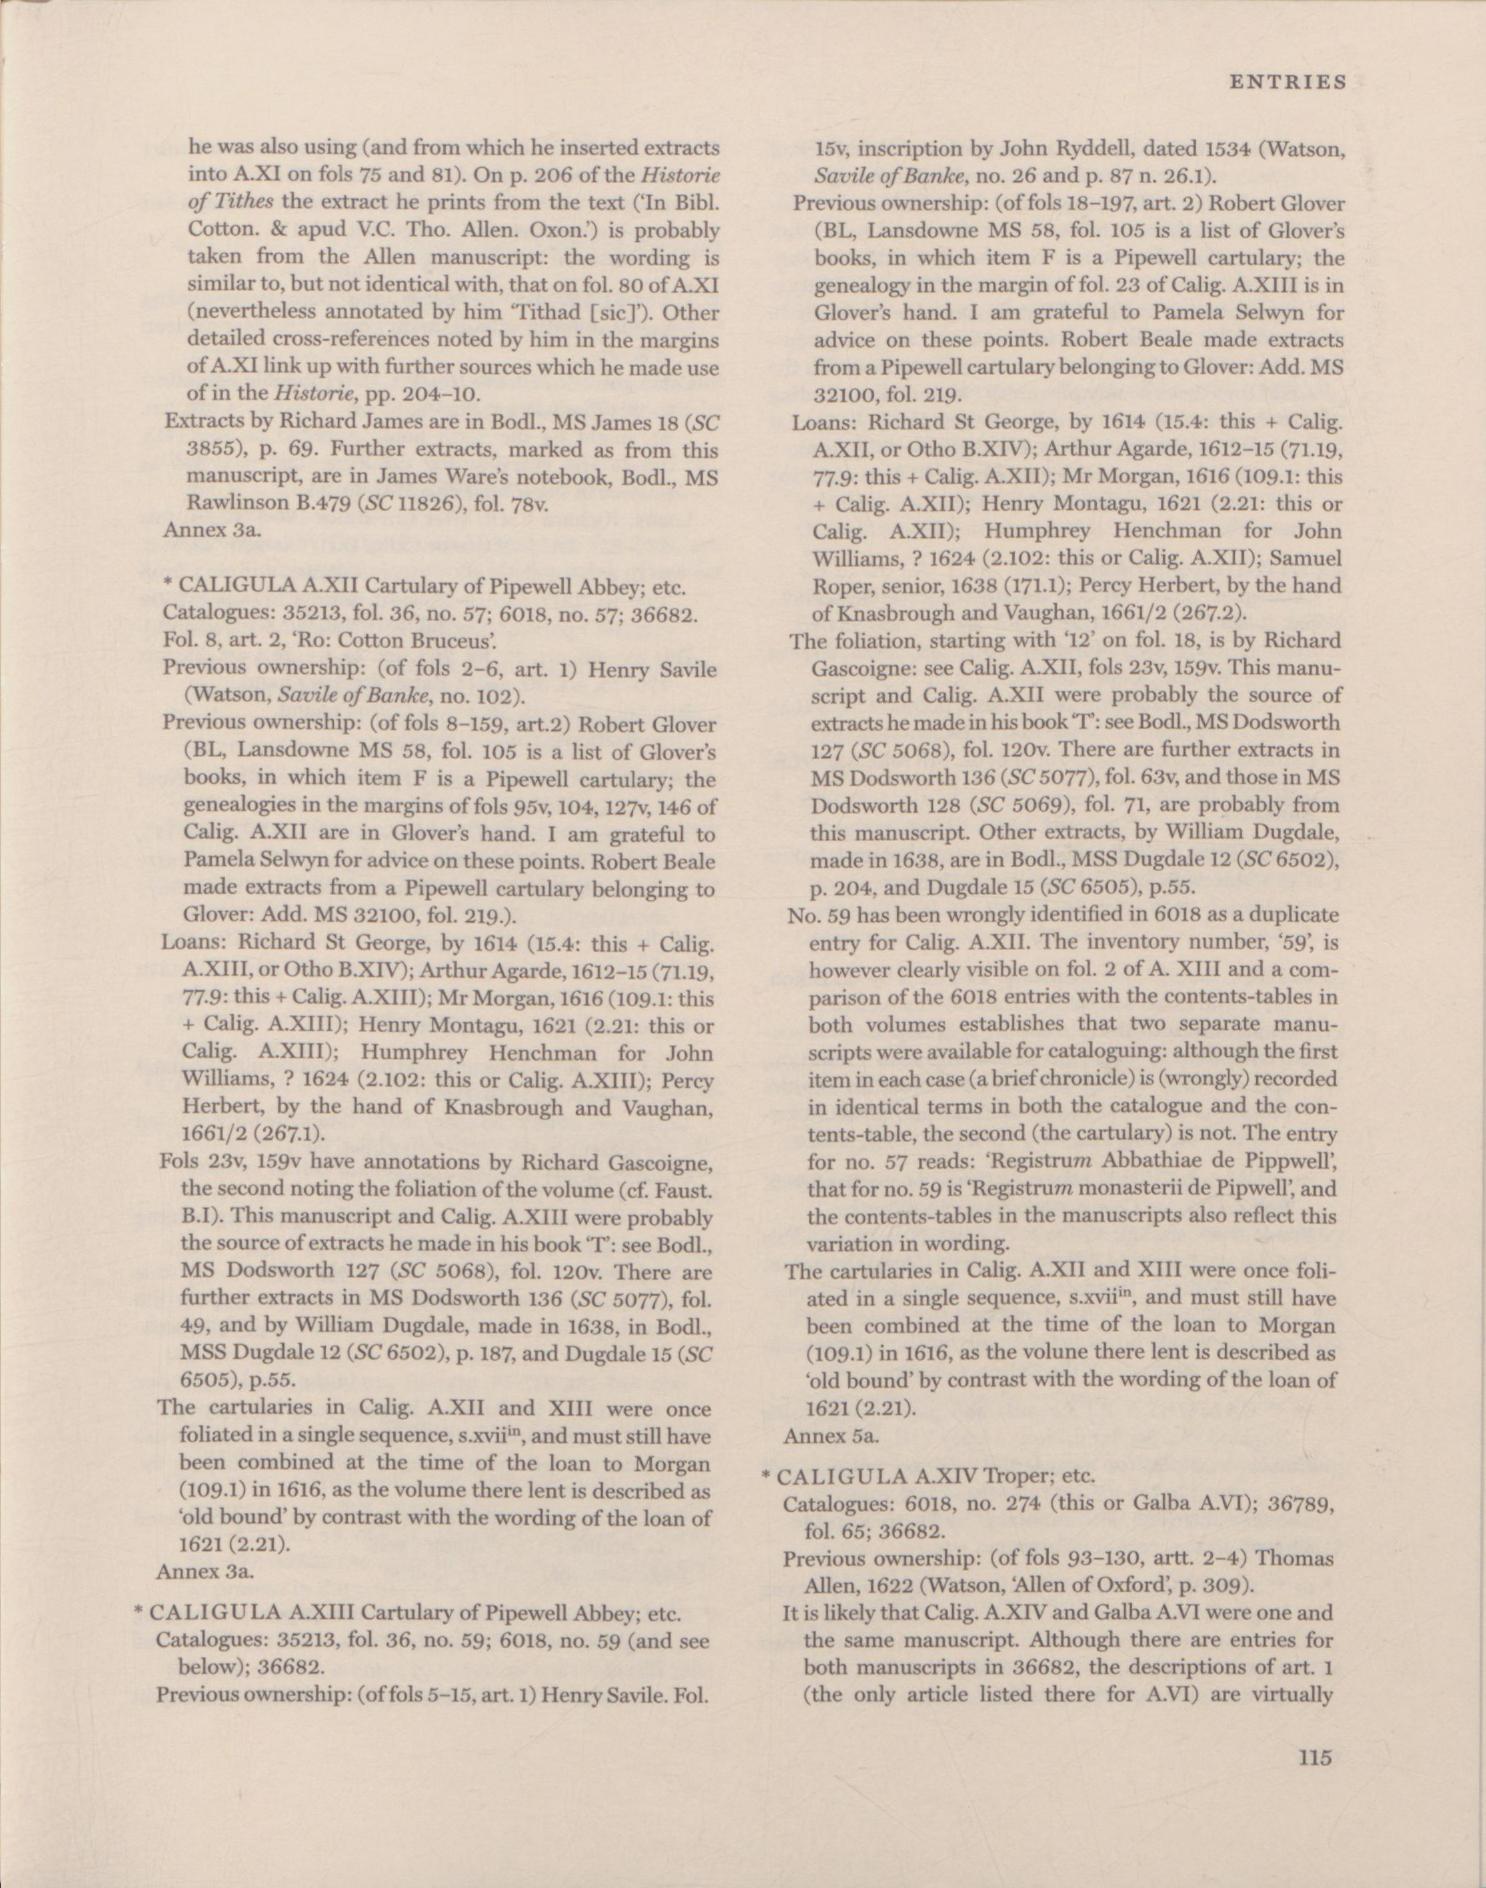 ENTRIES
he was also using (and from which he inserted extracts
into A.XI on fols 75 and 81). On p. 206 of the Historie
of Tithes the extract he prints from the text (‘In Bibl.
Cotton. & apud V.C. Tho. Allen. Oxon.’) is probably
taken from the Allen manuscript: the wording is
similar to, but not identical with, that on fol. 80 of A.XI
(nevertheless annotated by him ‘Tithad [sic]’). Other
detailed cross-references noted by him in the margins
of A.XI link up with further sources which he made use
of in the Historie, pp. 204–10.
Extracts by Richard James are in Bodl., MS James 18 (SC
3855), p. 69. Further extracts, marked as from this
manuscript, are in James Ware’s notebook, Bodl., MS
Rawlinson B.479 (SC 11826), fol. 78v.
Annex 3a.
* CALIGULA A.XII Cartulary of Pipewell Abbey; etc.
Catalogues: 35213, fol. 36, no. 57; 6018, no. 57; 36682.
Fol. 8, art. 2, ‘Ro: Cotton Bruceus’.
Previous ownership: (of fols 2–6, art. 1) Henry Savile
(Watson, Savile of Banke, no. 102).
Previous ownership: (of fols 8–159, art.2) Robert Glover
(BL, Lansdowne MS 58, fol. 105 is a list of Glover’s
books, in which item F is a Pipewell cartulary; the
genealogies in the margins of fols 95v, 104, 127v, 146 of
Calig. A.XII are in Glover’s hand. I am grateful to
Pamela Selwyn for advice on these points. Robert Beale
made extracts from a Pipewell cartulary belonging to
Glover: Add. MS 32100, fol. 219.).
Loans: Richard St George, by 1614 (15.4: this + Calig.
A.XIII, or Otho B.XIV); Arthur Agarde, 1612–15 (71.19,
77.9: this + Calig. A.XIII); Mr Morgan, 1616 (109.1: this
+ Calig. A.XIII); Henry Montagu, 1621 (2.21: this or
Calig. A.XIII); Humphrey Henchman for John
Williams, ? 1624 (2.102: this or Calig. A.XIII); Percy
Herbert, by the hand of Knasbrough and Vaughan,
1661/2 (267.1).
Fols 23v, 159v have annotations by Richard Gascoigne,
the second noting the foliation of the volume (cf. Faust.
B.I). This manuscript and Calig. A.XIII were probably
the source of extracts he made in his book ‘T’: see Bodl.,
MS Dodsworth 127 (SC 5068), fol. 120v. There are
further extracts in MS Dodsworth 136 (SC 5077), fol.
49, and by William Dugdale, made in 1638, in Bodl.,
MSS Dugdale 12 (SC 6502), p. 187, and Dugdale 15 (SC
6505), p.55.
The cartularies in Calig. A.XII and XIII were once
foliated in a single sequence, s.xviiin, and must still have
been combined at the time of the loan to Morgan
(109.1) in 1616, as the volume there lent is described as
‘old bound’ by contrast with the wording of the loan of
1621 (2.21).
Annex 3a.
* CALIGULA A.XIII Cartulary of Pipewell Abbey; etc.
Catalogues: 35213, fol. 36, no. 59; 6018, no. 59 (and see
below); 36682.
Previous ownership: (of fols 5–15, art. 1) Henry Savile. Fol.
15v, inscription by John Ryddell, dated 1534 (Watson,
Savile of Banke, no. 26 and p. 87 n. 26.1).
Previous ownership: (of fols 18–197, art. 2) Robert Glover
(BL, Lansdowne MS 58, fol. 105 is a list of Glover’s
books, in which item F is a Pipewell cartulary; the
genealogy in the margin of fol. 23 of Calig. A.XIII is in
Glover’s hand. I am grateful to Pamela Selwyn for
advice on these points. Robert Beale made extracts
from a Pipewell cartulary belonging to Glover: Add. MS
32100, fol. 219.
Loans: Richard St George, by 1614 (15.4: this + Calig.
A.XII, or Otho B.XIV); Arthur Agarde, 1612–15 (71.19,
77.9: this + Calig. A.XII); Mr Morgan, 1616 (109.1: this
+ Calig. A.XII); Henry Montagu, 1621 (2.21: this or
Calig. A.XII); Humphrey Henchman for John
Williams, ? 1624 (2.102: this or Calig. A.XII); Samuel
Roper, senior, 1638 (171.1); Percy Herbert, by the hand
of Knasbrough and Vaughan, 1661/2 (267.2).
The foliation, starting with ‘12’ on fol. 18, is by Richard
Gascoigne: see Calig. A.XII, fols 23v, 159v. This manu-
script and Calig. A.XII were probably the source of
extracts he made in his book ‘T’: see Bodl., MS Dodsworth
127 (SC 5068), fol. 120v. There are further extracts in
MS Dodsworth 136 (SC 5077), fol. 63v, and those in MS
Dodsworth 128 (SC 5069), fol. 71, are probably from
this manuscript. Other extracts, by William Dugdale,
made in 1638, are in Bodl., MSS Dugdale 12 (SC 6502),
p. 204, and Dugdale 15 (SC 6505), p.55.
No. 59 has been wrongly identified in 6018 as a duplicate
entry for Calig. A.XII. The inventory number, ‘59’, is
however clearly visible on fol. 2 of A. XIII and a com-
parison of the 6018 entries with the contents-tables in
both volumes establishes that two separate manu-
scripts were available for cataloguing: although the first
item in each case (a brief chronicle) is (wrongly) recorded
in identical terms in both the catalogue and the con-
tents-table, the second (the cartulary) is not. The entry
for no. 57 reads: ‘Registrum Abbathiae de Pippwell’,
that for no. 59 is ‘Registrum monasterii de Pipwell’, and
the contents-tables in the manuscripts also reflect this
variation in wording.
The cartularies in Calig. A.XII and XIII were once foli-
ated in a single sequence, s.xviiin, and must still have
been combined at the time of the loan to Morgan
(109.1) in 1616, as the volune there lent is described as
‘old bound’ by contrast with the wording of the loan of
1621 (2.21).
Annex 5a.
* CALIGULA A.XIV Troper; etc.
Catalogues: 6018, no. 274 (this or Galba A.VI); 36789,
fol. 65; 36682.
Previous ownership: (of fols 93–130, artt. 2–4) Thomas
Allen, 1622 (Watson, ‘Allen of Oxford’, p. 309).
It is likely that Calig. A.XIV and Galba A.VI were one and
the same manuscript. Although there are entries for
both manuscripts in 36682, the descriptions of art. 1
(the only article listed there for A.VI) are virtually
115